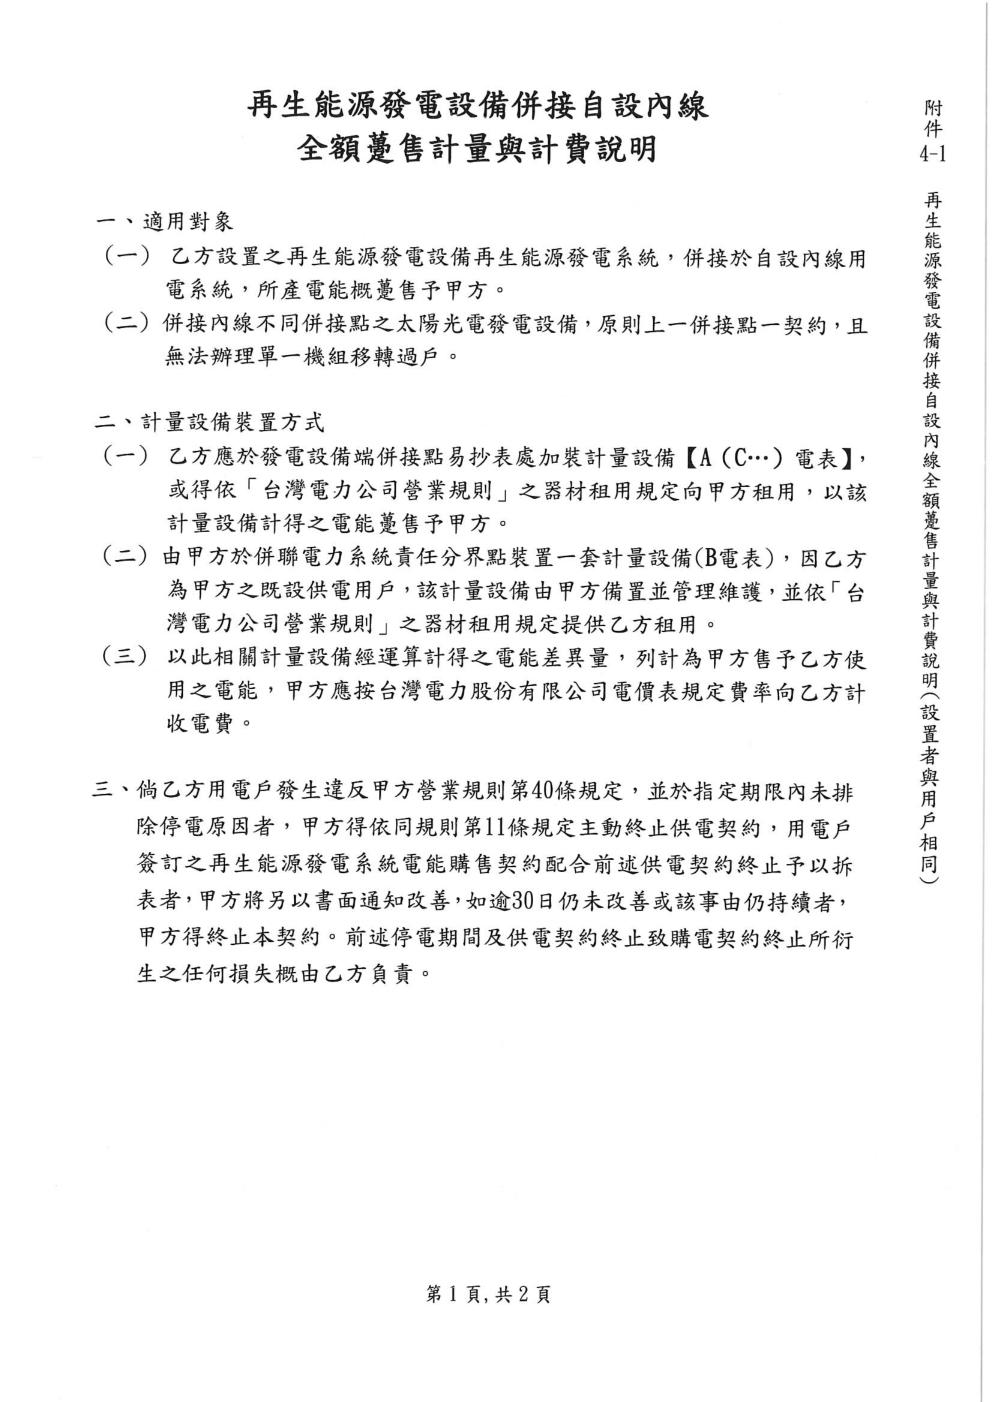 再生能源發電設備併接自設內線
全額躉售計量與計費說明
一、適用對象
（一） 乙方設置之再生能源發電設備再生能源發電系統，併接於自設內線用
電系統，所產電能概躉售予甲方。
（二）併接內線不同併接點之太陽光電發電設備，原則上一併接點一契約，且
無法辦理單一機組移轉過戶。
二、計量設備裝置方式
（一） 乙方應於發電設備端併接點易抄表處加裝計量設備【A（C…）電表】，
或得依「台灣電力公司營業規則」之器材租用規定向甲方租用，以該
計量設備計得之電能躉售予甲方。
（二）由甲方於併聯電力系統責任分界點裝置一套計量設備(B電表)，因乙方
為甲方之既設供電用戶，該計量設備由甲方備置並管理維護，並依「台
灣電力公司營業規則」之器材租用規定提供乙方租用。
（三） 以此相關計量設備經運算計得之電能差異量，列計為甲方售予乙方使
用之電能，甲方應按台灣電力股份有限公司電價表規定費率向乙方計
收電費。
三、倘乙方用電戶發生違反甲方營業規則第40條規定，並於指定期限內未排
除停電原因者，甲方得依同規則第11條規定主動終止供電契約，用電戶
簽訂之再生能源發電系統電能購售契約配合前述供電契約終止予以拆
表者，甲方將另以書面通知改善，如逾30日仍未改善或該事由仍持續者，
甲方得終止本契約。前述停電期間及供電契約終止致購電契約終止所衍
生之任何損失概由乙方負責。
第 1 頁, 共 2 頁
附件4-1 再生能源發電設備併接自設內線全額躉售計量與計費說明（設置者與用戶相同）